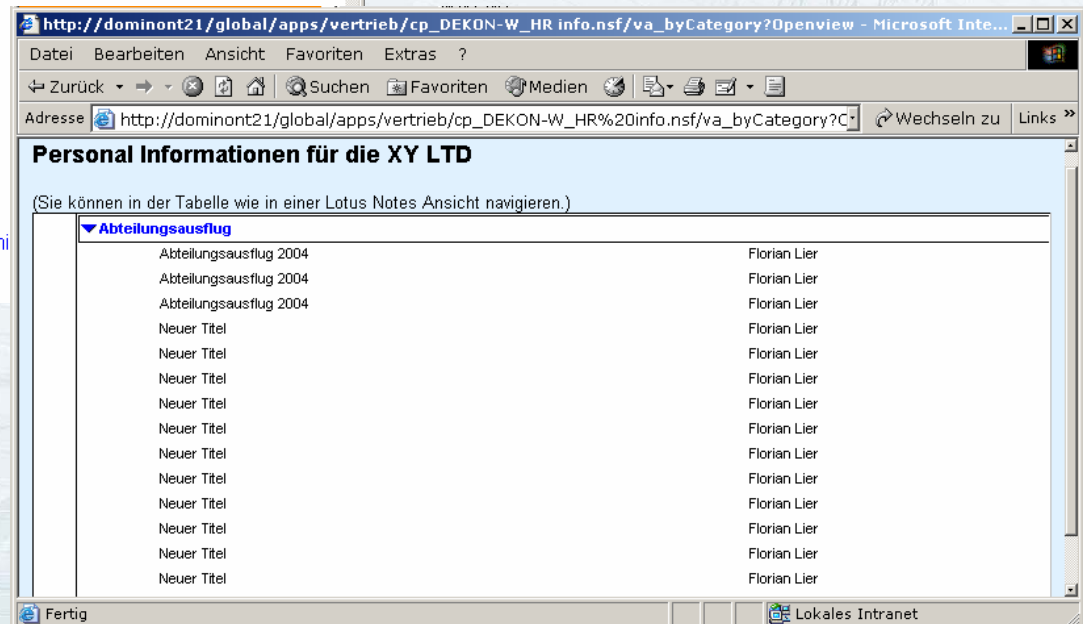 http://dominont21/global/apps/vertrieb/cp_DEKON-W_HR info.nsf/va_byCategory?Openview - Microsoft Inte...
Datei Bearbeiten Ansicht Favoriten Extras ?
Zurück Suchen Favoriten Medien
Adresse http://dominont21/global/apps/vertrieb/cp_DEKON-W_HR%20info.nsf/va_byCategory?O Wechseln zu Links »
Personal Informationen für die XY LTD
(Sie können in der Tabelle wie in einer Lotus Notes Ansicht navigieren.)
Abteilungsausflug
Abteilungsausflug 2004 Florian Lier
Abteilungsausflug 2004 Florian Lier
Abteilungsausflug 2004 Florian Lier
Neuer Titel Florian Lier
Neuer Titel Florian Lier
Neuer Titel Florian Lier
Neuer Titel Florian Lier
Neuer Titel Florian Lier
Neuer Titel Florian Lier
Neuer Titel Florian Lier
Neuer Titel Florian Lier
Neuer Titel Florian Lier
Neuer Titel Florian Lier
Neuer Titel Florian Lier
Fertig Lokales Intranet